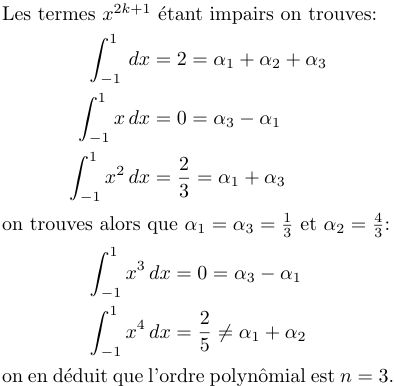 Les termes $x^{2k+1}$ étant impairs on trouves:
$\int_{-1}^{1} dx = 2 = \alpha_1 + \alpha_2 + \alpha_3$
$\int_{-1}^{1} x\,dx = 0 = \alpha_3 - \alpha_1$
$\int_{-1}^{1} x^2\,dx = \frac{2}{3} = \alpha_1 + \alpha_3$
on trouves alors que $\alpha_1 = \alpha_3 = \frac{1}{3}$ et $\alpha_2 = \frac{4}{3}$:
$\int_{-1}^{1} x^3\,dx = 0 = \alpha_3 - \alpha_1$
$\int_{-1}^{1} x^4\,dx = \frac{2}{5} \neq \alpha_1 + \alpha_2$
on en déduit que l'ordre polynômial est $n = 3$.